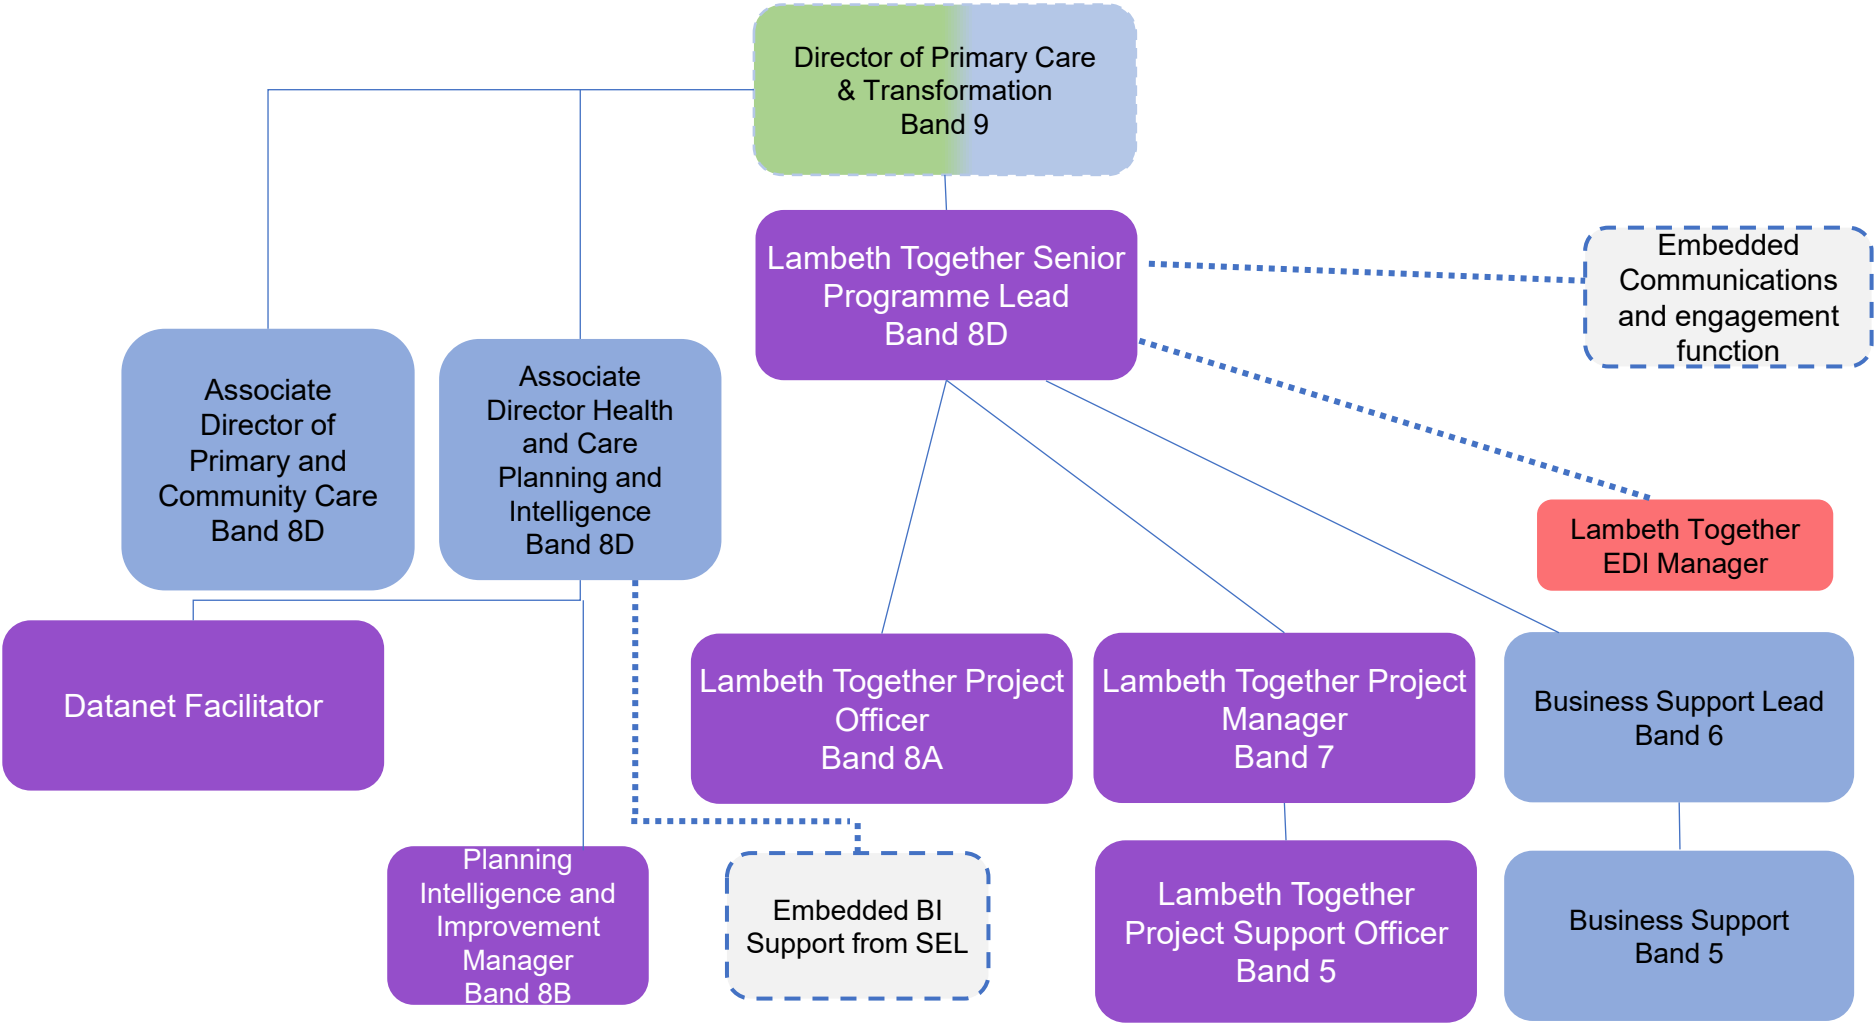 Director of Primary Care
& Transformation
Band 9
Lambeth Together Senior
Programme Lead
Band 8D
Embedded
Communications
and engagement
function
Associate
Director of
Primary and
Community Care
Band 8D
Associate
Director Health
and Care
Planning and
Intelligence
Band 8D
Lambeth Together
EDI Manager
Datanet Facilitator
Lambeth Together Project
Officer
Band 8A
Lambeth Together Project
Manager
Band 7
Business Support Lead
Band 6
Planning
Intelligence and
Improvement
Manager
Band 8B
Embedded BI
Support from SEL
Lambeth Together
Project Support Officer
Band 5
Business Support
Band 5